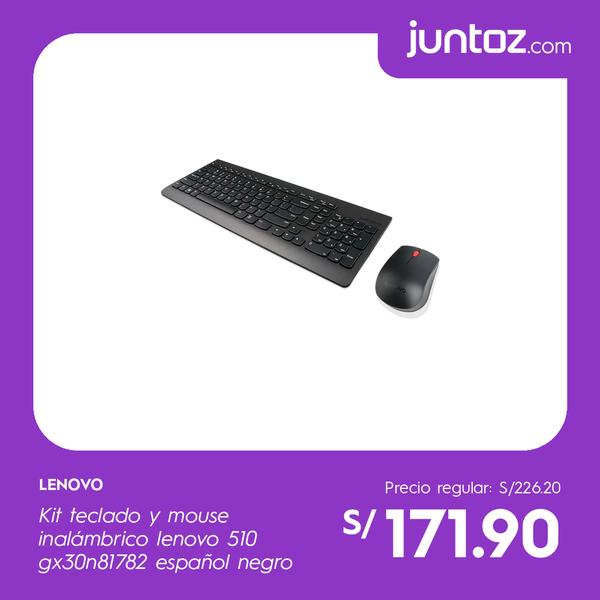 juntoz.com
LENOVO
Kit teclado y mouse
inalámbrico lenovo 510
gx30n81782 español negro
Precio regular: S/226.20
S/171.90